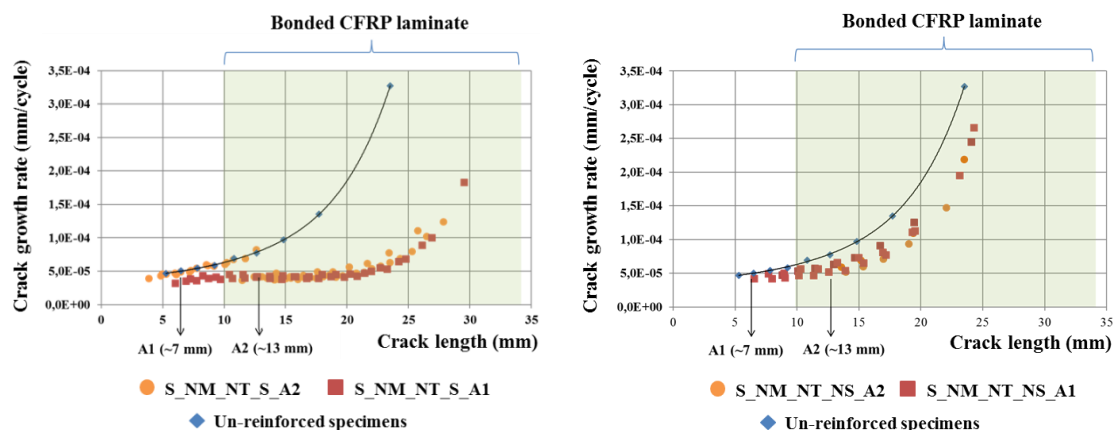 Bonded CFRP laminate
Crack growth rate (mm/cycle)
3,5E-04
3,0E-04
2,5E-04
2,0E-04
1,5E-04
1,0E-04
5,0E-05
0,0E+00
0 5 10 15 20 25 30 35
A1 (~7 mm) A2 (~13 mm) Crack length (mm)
S_NM_NT_S_A2 S_NM_NT_S_A1
Un-reinforced specimens
Bonded CFRP laminate
Crack growth rate (mm/cycle)
3,5E-04
3,0E-04
2,5E-04
2,0E-04
1,5E-04
1,0E-04
5,0E-05
0,0E+00
0 5 10 15 20 25 30 35
A1 (~7 mm) A2 (~13 mm) Crack length (mm)
S_NM_NT_NS_A2 S_NM_NT_NS_A1
Un-reinforced specimens